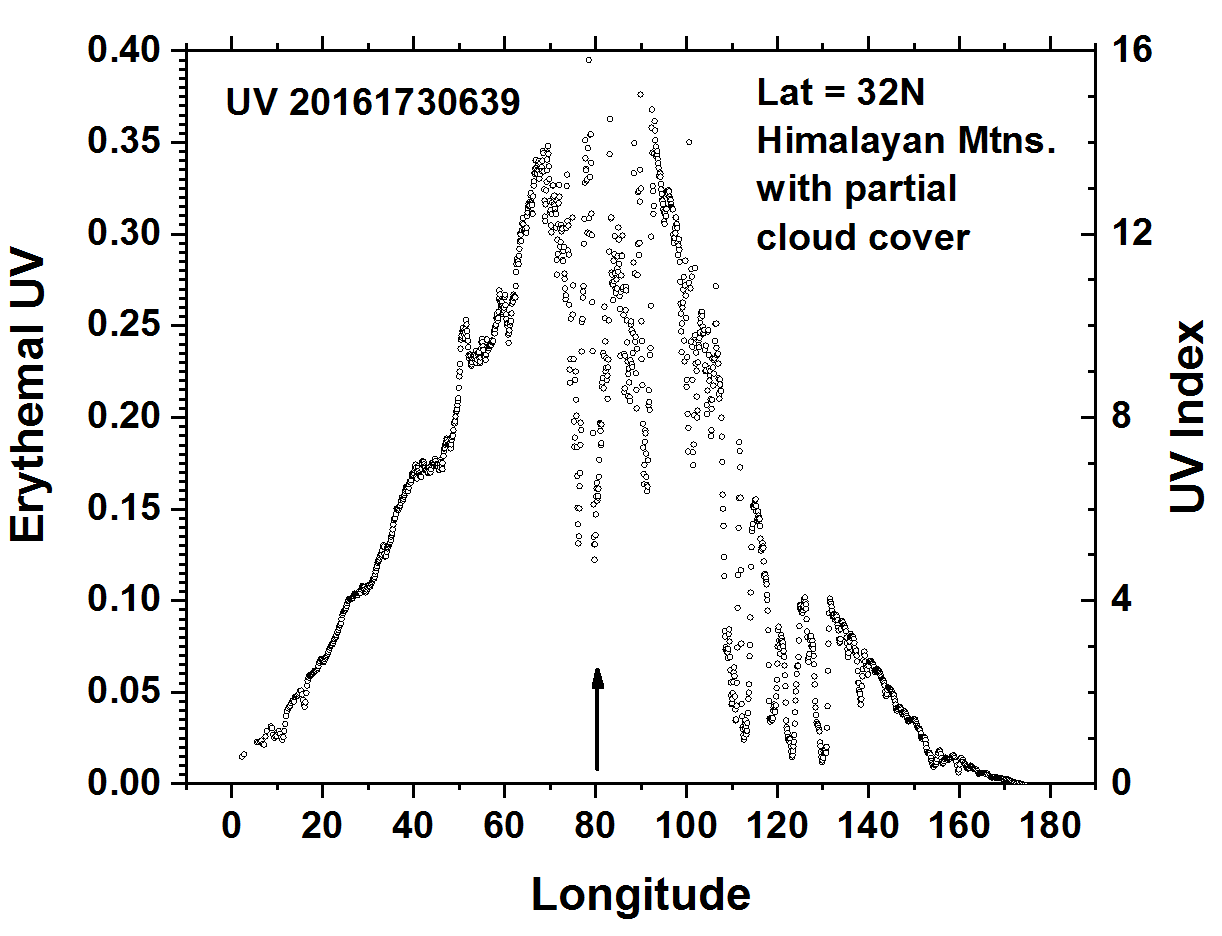 UV 20161730639
Lat = 32N
Himalayan Mtns.
with partial
cloud cover
Erythemal UV
0.40
0.35
0.30
0.25
0.20
0.15
0.10
0.05
0.00
16
12
8
4
0
UV Index
0 20 40 60 80 100 120 140 160 180
Longitude